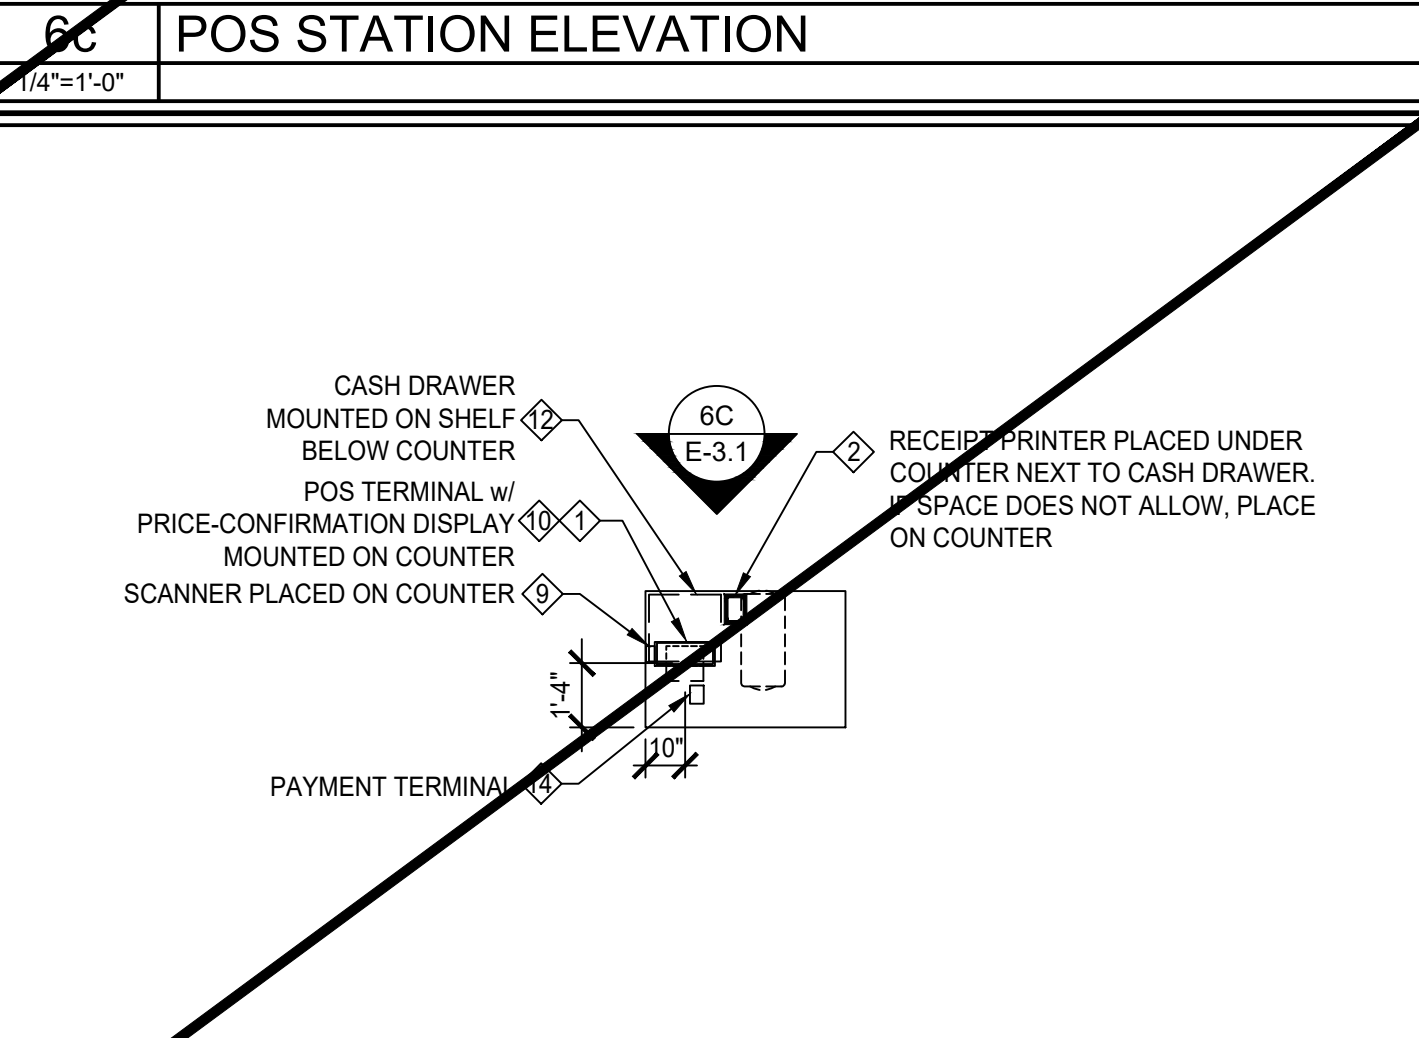 6c
POS STATION ELEVATION
1/4"=1'-0"
CASH DRAWER
MOUNTED ON SHELF
BELOW COUNTER
12
POS TERMINAL w/
PRICE-CONFIRMATION DISPLAY
MOUNTED ON COUNTER
10
1
SCANNER PLACED ON COUNTER
9
6C
E-3.1
2
RECEIPT PRINTER PLACED UNDER
COUNTER NEXT TO CASH DRAWER.
IF SPACE DOES NOT ALLOW, PLACE
ON COUNTER
1'-4"
10"
PAYMENT TERMINAL
14